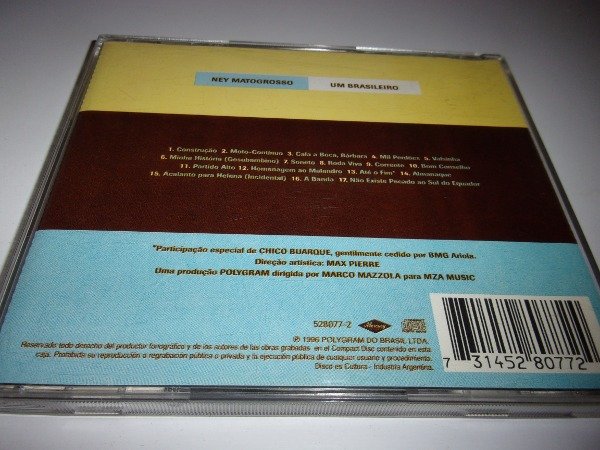 NEY MATOGROSSO UM BRASILEIRO
1. Construção 2. Moto-Contínuo 3. Cala a Boca, Bárbara 4. Mil Perdões 5. Valsinha
6. Minha História (Gesubambino) 7. Soneto 8. Roda Viva 9. Corrente 10. Bom Conselho
11. Partido Alto 12. Homenagem ao Malandro 13. Até o Fim* 14. Almanaque
15. Acalanto para Helena (Incidental) 16. A Banda 17. Não Existe Pecado ao Sul do Equador
*Participação especial de CHICO BUARQUE, gentilmente cedido por BMG Ariola.
Direção artística: MAX PIERRE
Uma produção POLYGRAM dirigida por MARCO MAZZOLA para MZA MUSIC
528077-2 Mercury
℗ 1996 POLYGRAM DO BRASIL LTDA.
Reservado todo derecho del productor fonográfico y de los autores de las obras grabadas en el Compact Disc contenido en esta
caja. Prohibida su reproducción o regrabación pública o privada y la ejecución pública de cualquier usano y procedimiento.
Disco es Cultura - Industria Argentina.
7 31452 80772